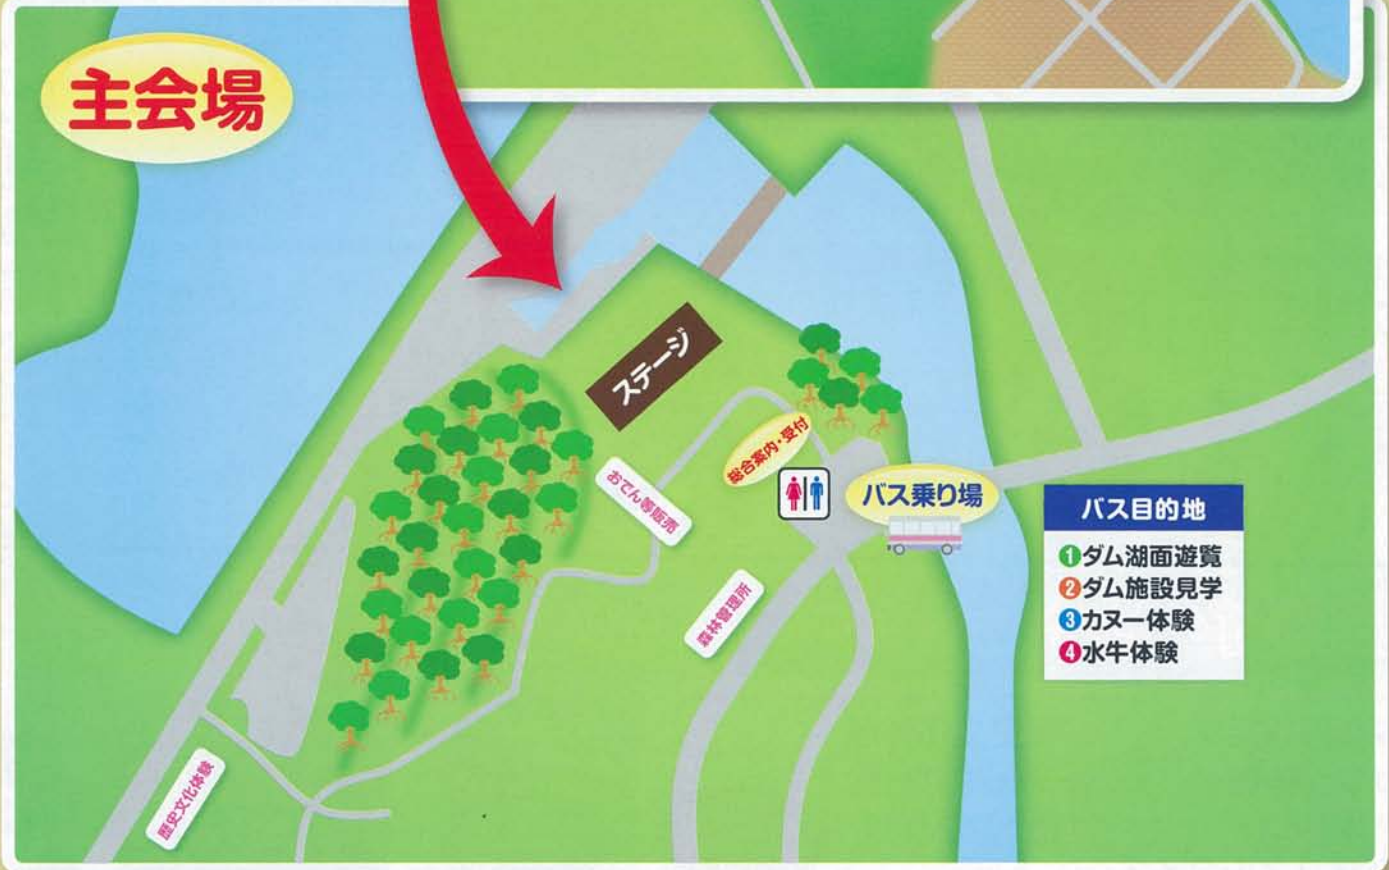 主会場
ステージ
総合案内・受付
おでん等販売
バス乗り場
バス目的地
❶ダム湖面遊覧
❷ダム施設見学
❸カヌー体験
❹水牛体験
森林管理所
歴史文化体験